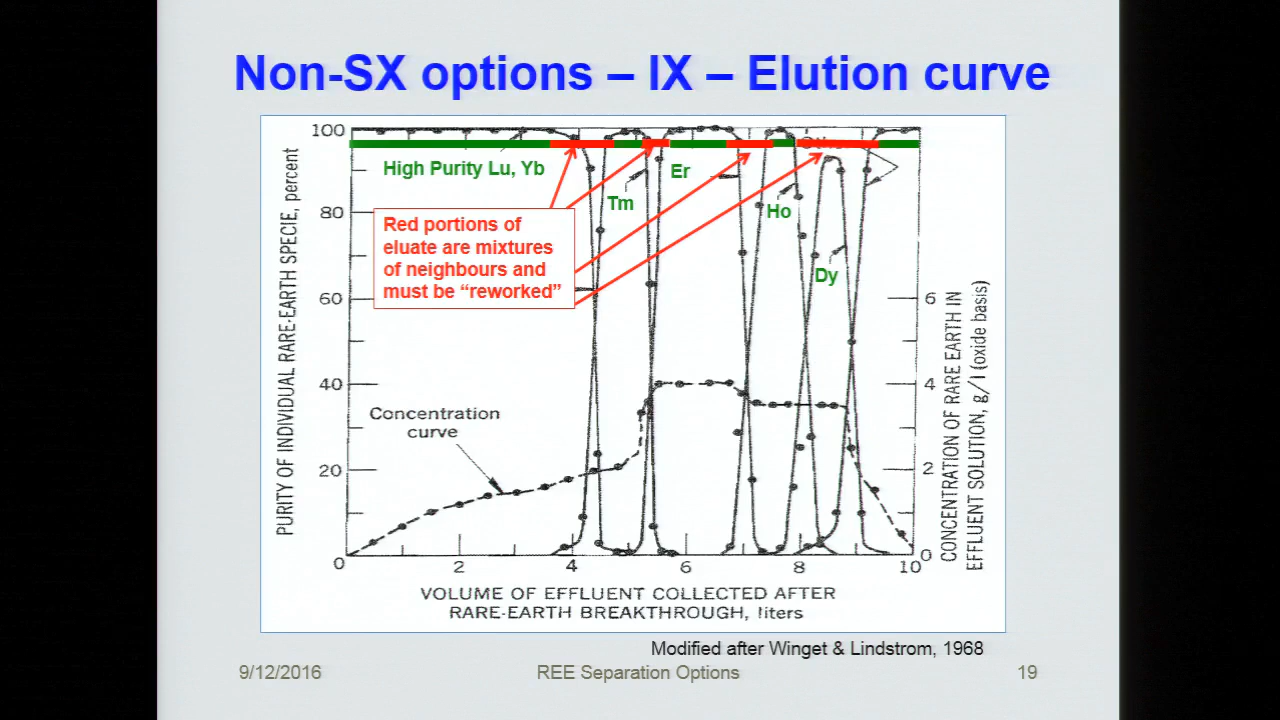 Non-SX options – IX – Elution curve
PURITY OF INDIVIDUAL RARE-EARTH SPECIE, percent
100
80
60
40
20
0
High Purity Lu, Yb
Tm
Er
Ho
Dy
Red portions of
eluate are mixtures
of neighbours and
must be “reworked”
Concentration
curve
6
4
2
0
CONCENTRATION OF RARE EARTH IN
EFFLUENT SOLUTION, g/l (oxide basis)
0 2 4 6 8 10
VOLUME OF EFFLUENT COLLECTED AFTER
RARE-EARTH BREAKTHROUGH, liters
Modified after Winget & Lindstrom, 1968
9/12/2016
REE Separation Options
19